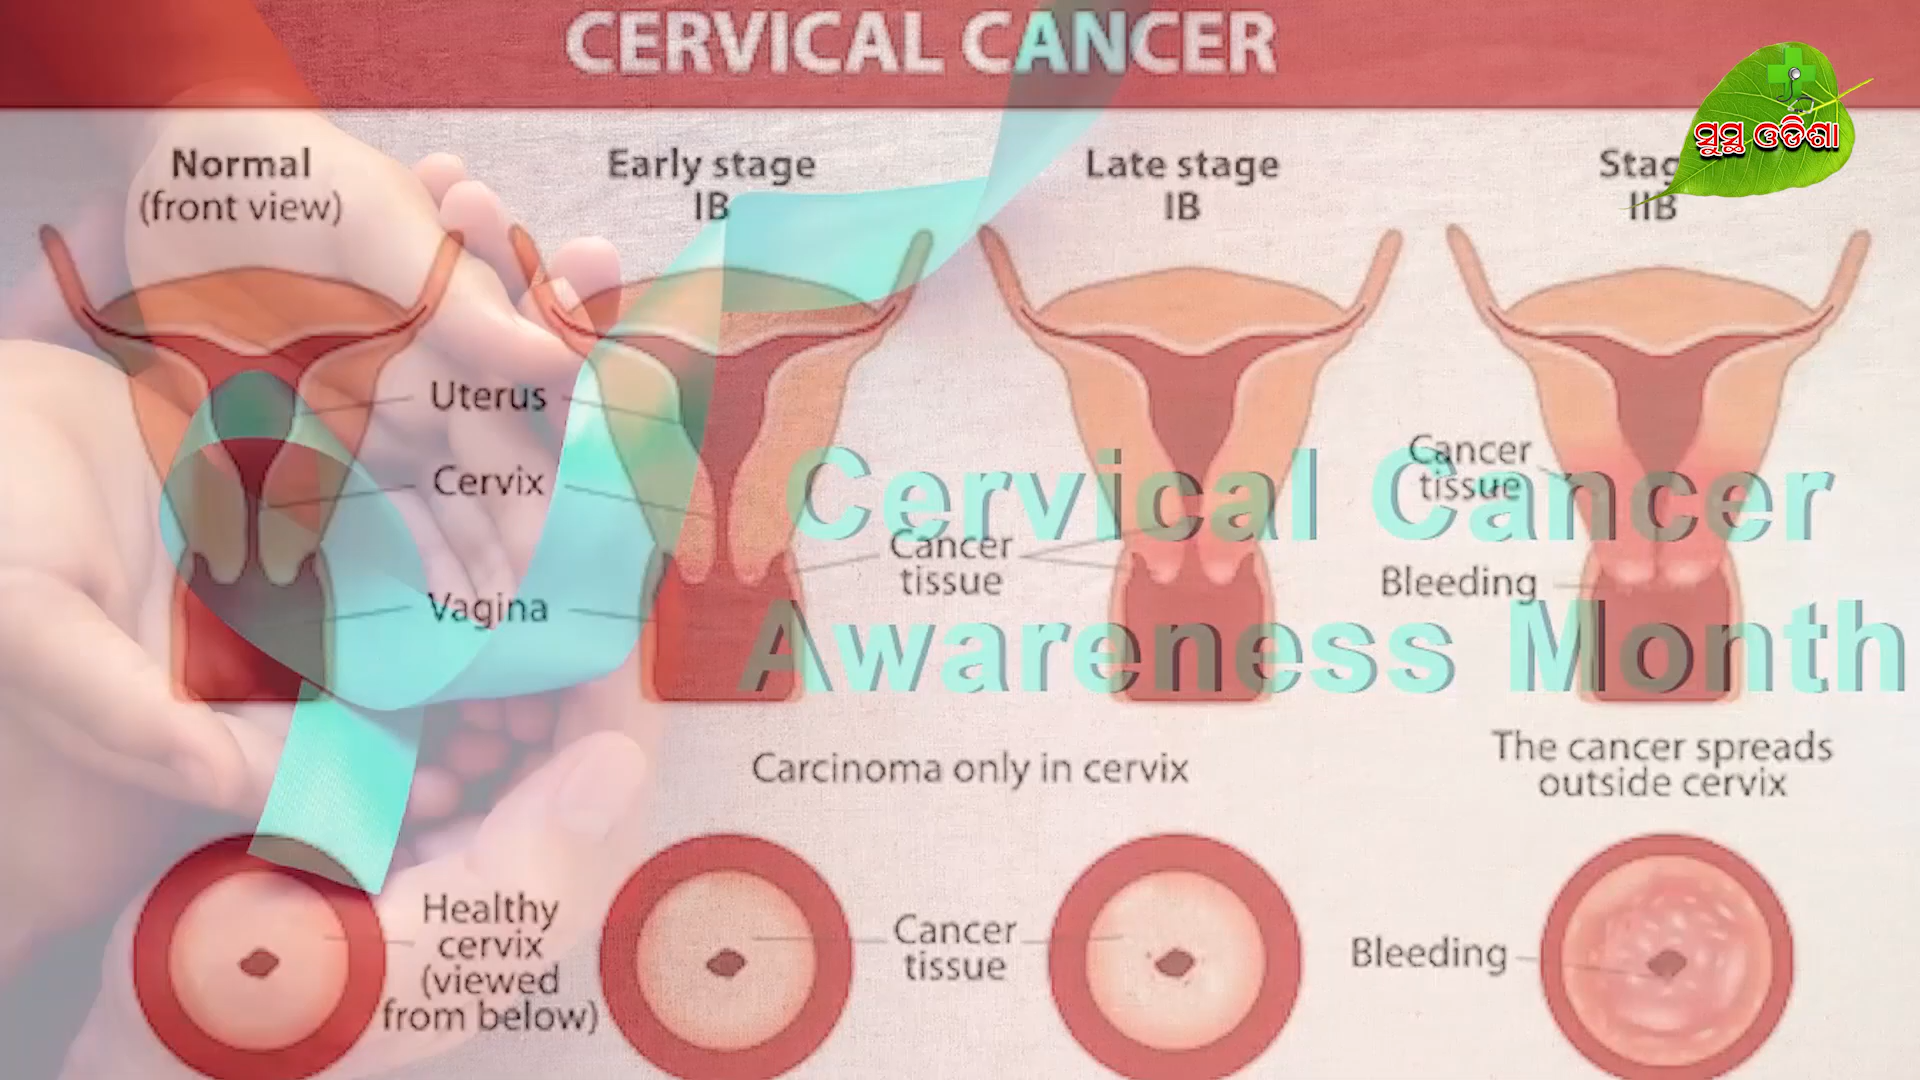 CERVICAL CANCER
ସୁସ୍ଥ ଓଡିଶା
Normal
(front view)
Early stage
IB
Late stage
IB
IIB
Uterus
Cervix
Vagina
Cancer
tissue
Cancer
tissue
Bleeding
Cervical Cancer
Awareness Month
Carcinoma only in cervix
The cancer spreads
outside cervix
Healthy
cervix
(viewed
from below)
Cancer
tissue
Bleeding